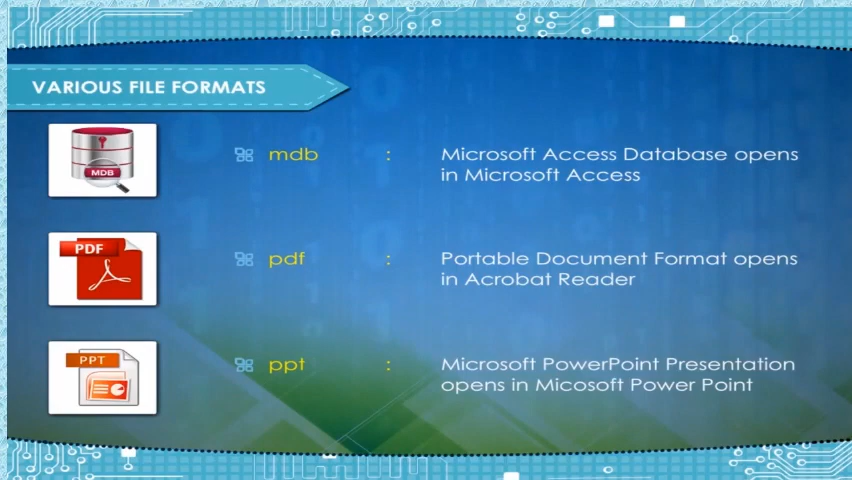 VARIOUS FILE FORMATS
MDB
mdb : Microsoft Access Database opens
in Microsoft Access
PDF
pdf : Portable Document Format opens
in Acrobat Reader
PPT
ppt : Microsoft PowerPoint Presentation
opens in Micosoft Power Point